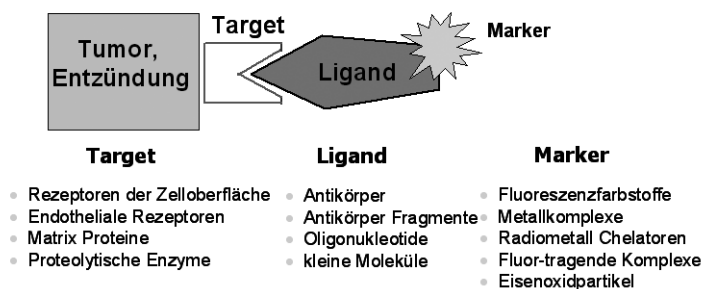 Target
Marker
Tumor,
Entzündung
Ligand
Target
Rezeptoren der Zelloberfläche
Endotheliale Rezeptoren
Matrix Proteine
Proteolytische Enzyme
Ligand
Antikörper
Antikörper Fragmente
Oligonukleotide
kleine Moleküle
Marker
Fluoreszenzfarbstoffe
Metallkomplexe
Radiometall Chelatoren
Fluor-tragende Komplexe
Eisenoxidpartikel